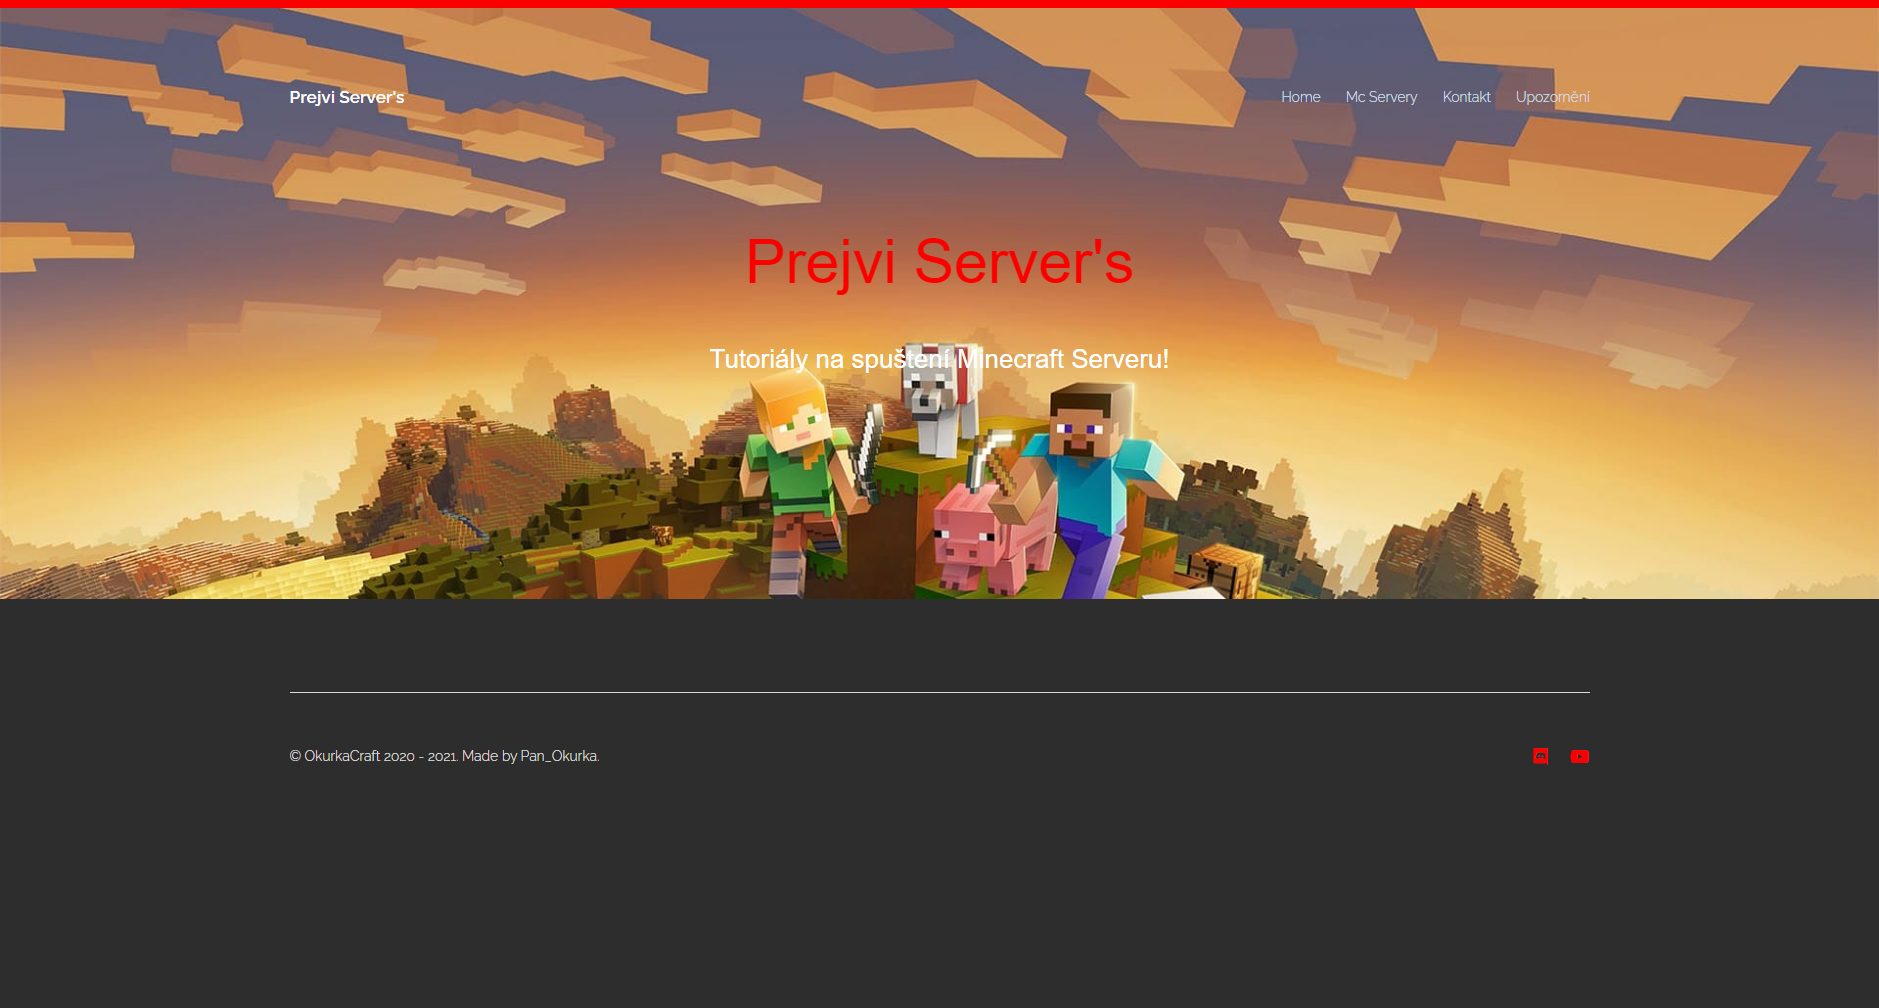 Prejvi Server's
Home Mc Servery Kontakt Upozornění
Prejvi Server's
Tutoriály na spuštení Minecraft Serveru!
© OkurkaCraft 2020 - 2021. Made by Pan_Okurka.